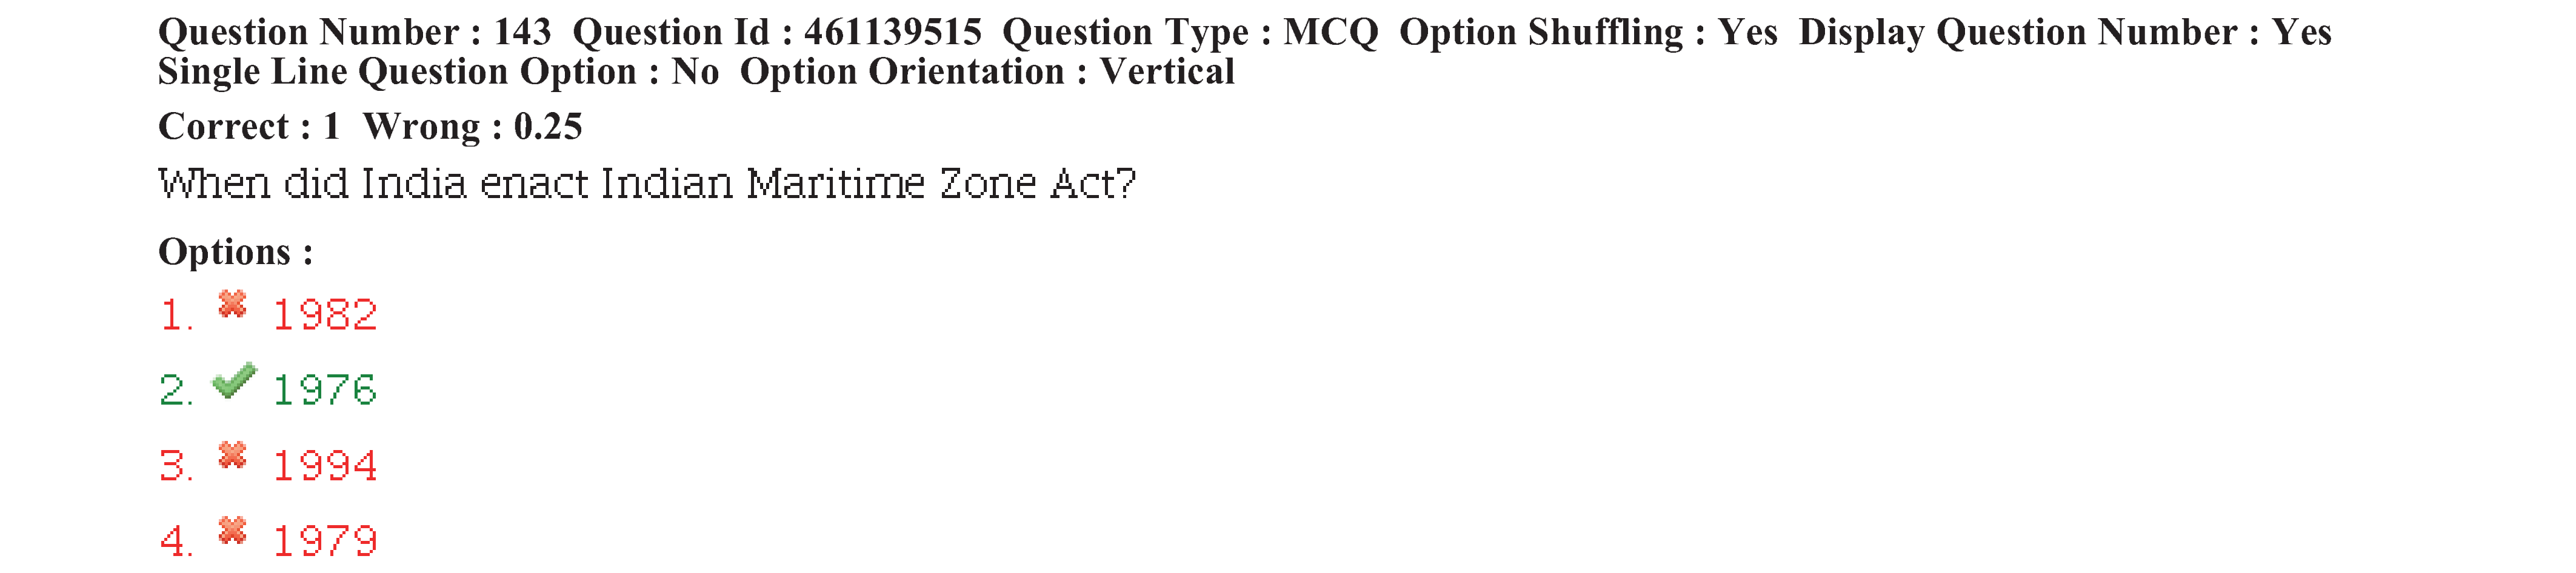 Question Number : 143 Question Id : 461139515 Question Type : MCQ Option Shuffling : Yes Display Question Number : Yes
Single Line Question Option : No Option Orientation : Vertical
Correct : 1 Wrong : 0.25
When did India enact Indian Maritime Zone Act?
Options :
1. 1982
2. 1976
3. 1994
4. 1979